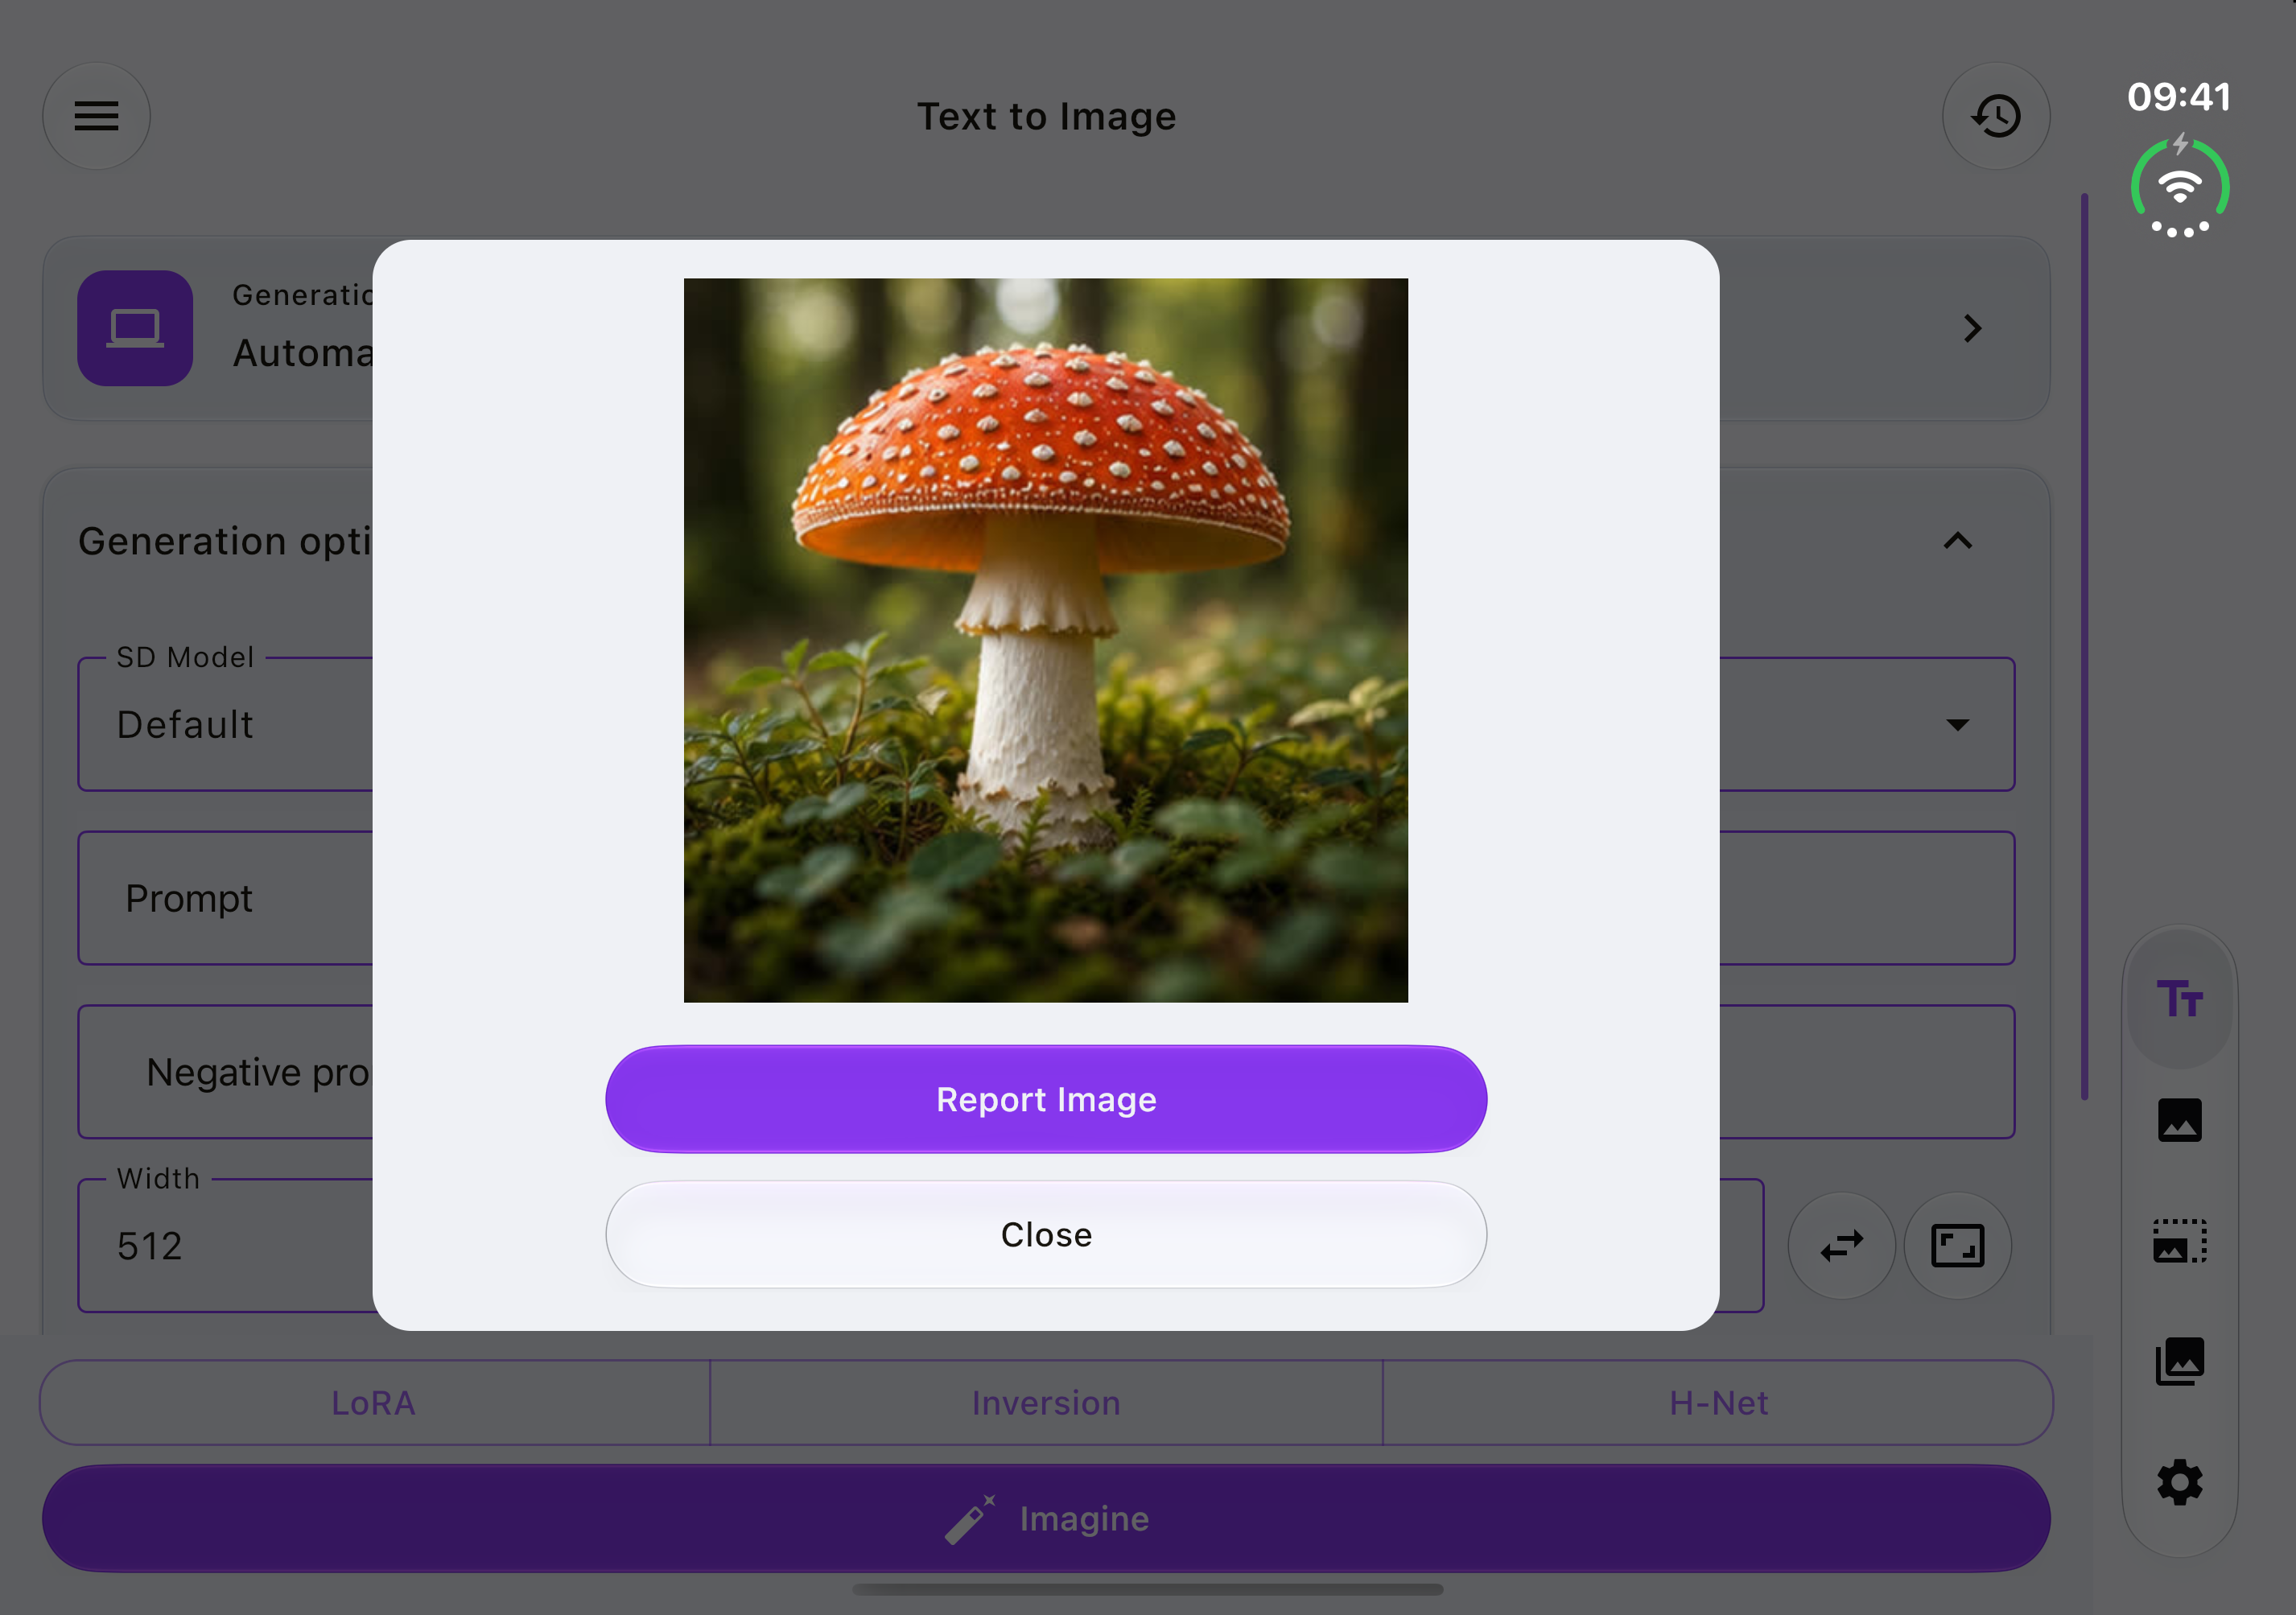 Text to Image
09:41
Generatio
Automa
Generation opti
SD Model
Default
Prompt
Negative pro
Width
512
Report Image
Close
LoRA
Inversion
H-Net
Imagine